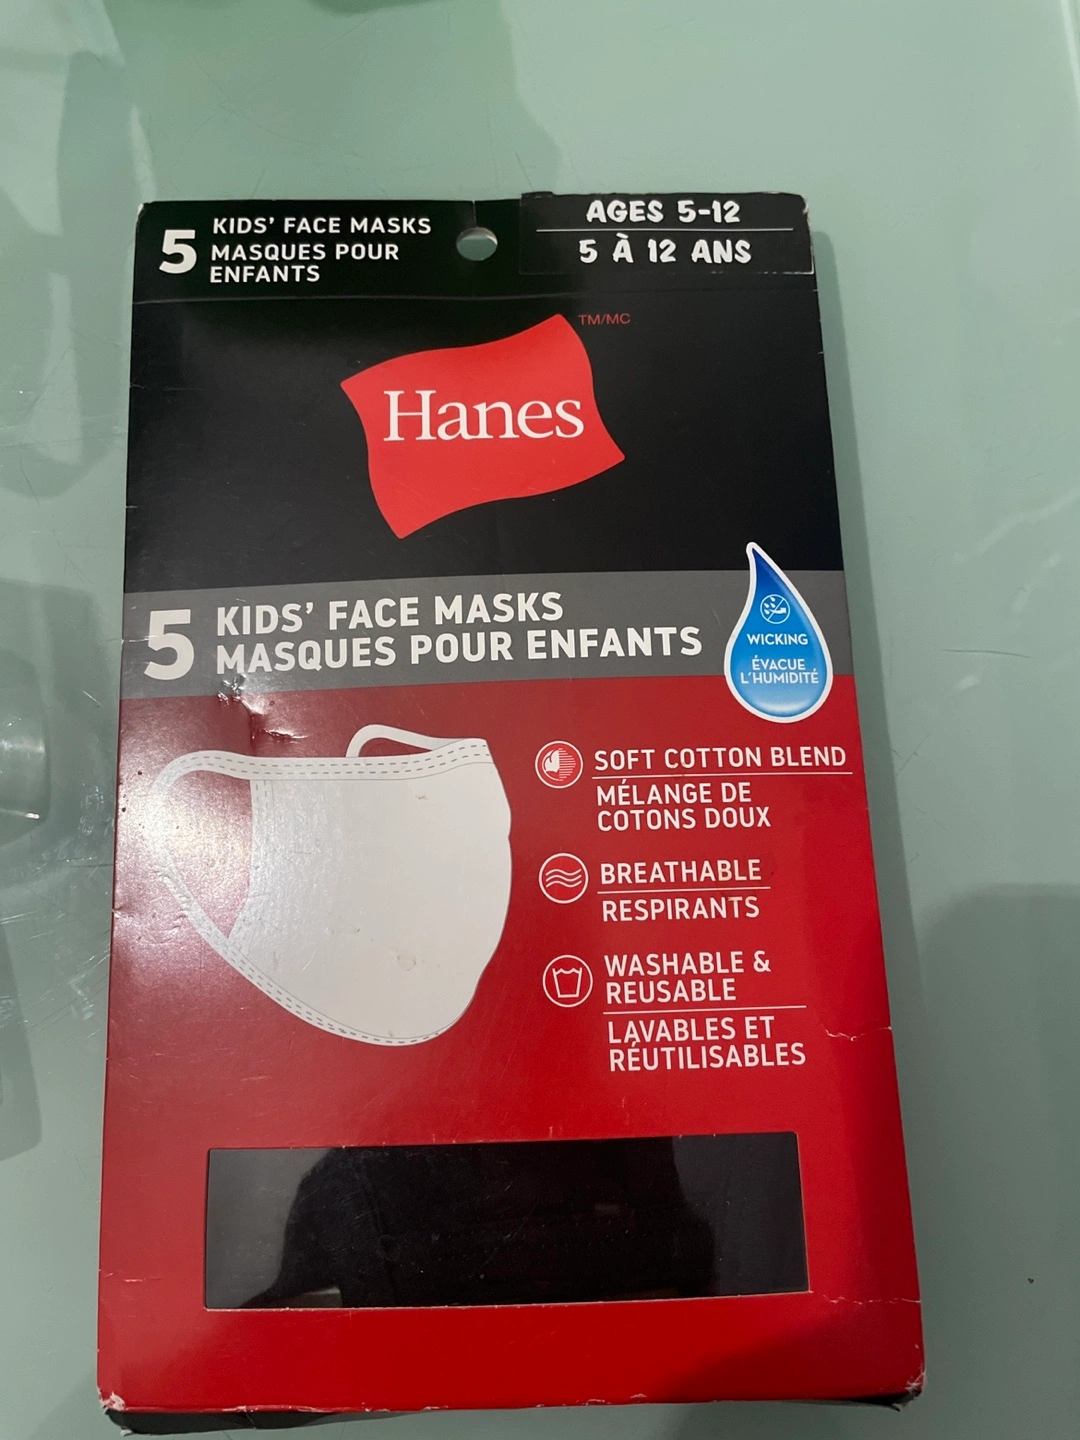 5
KIDS' FACE MASKS
MASQUES POUR
ENFANTS
AGES 5-12
5 À 12 ANS
TM/MC
Hanes
5
KIDS' FACE MASKS
MASQUES POUR ENFANTS
WICKING
ÉVACUE
L'HUMIDITÉ
SOFT COTTON BLEND
MÉLANGE DE
COTONS DOUX
BREATHABLE
RESPIRANTS
WASHABLE &
REUSABLE
LAVABLES ET
RÉUTILISABLES